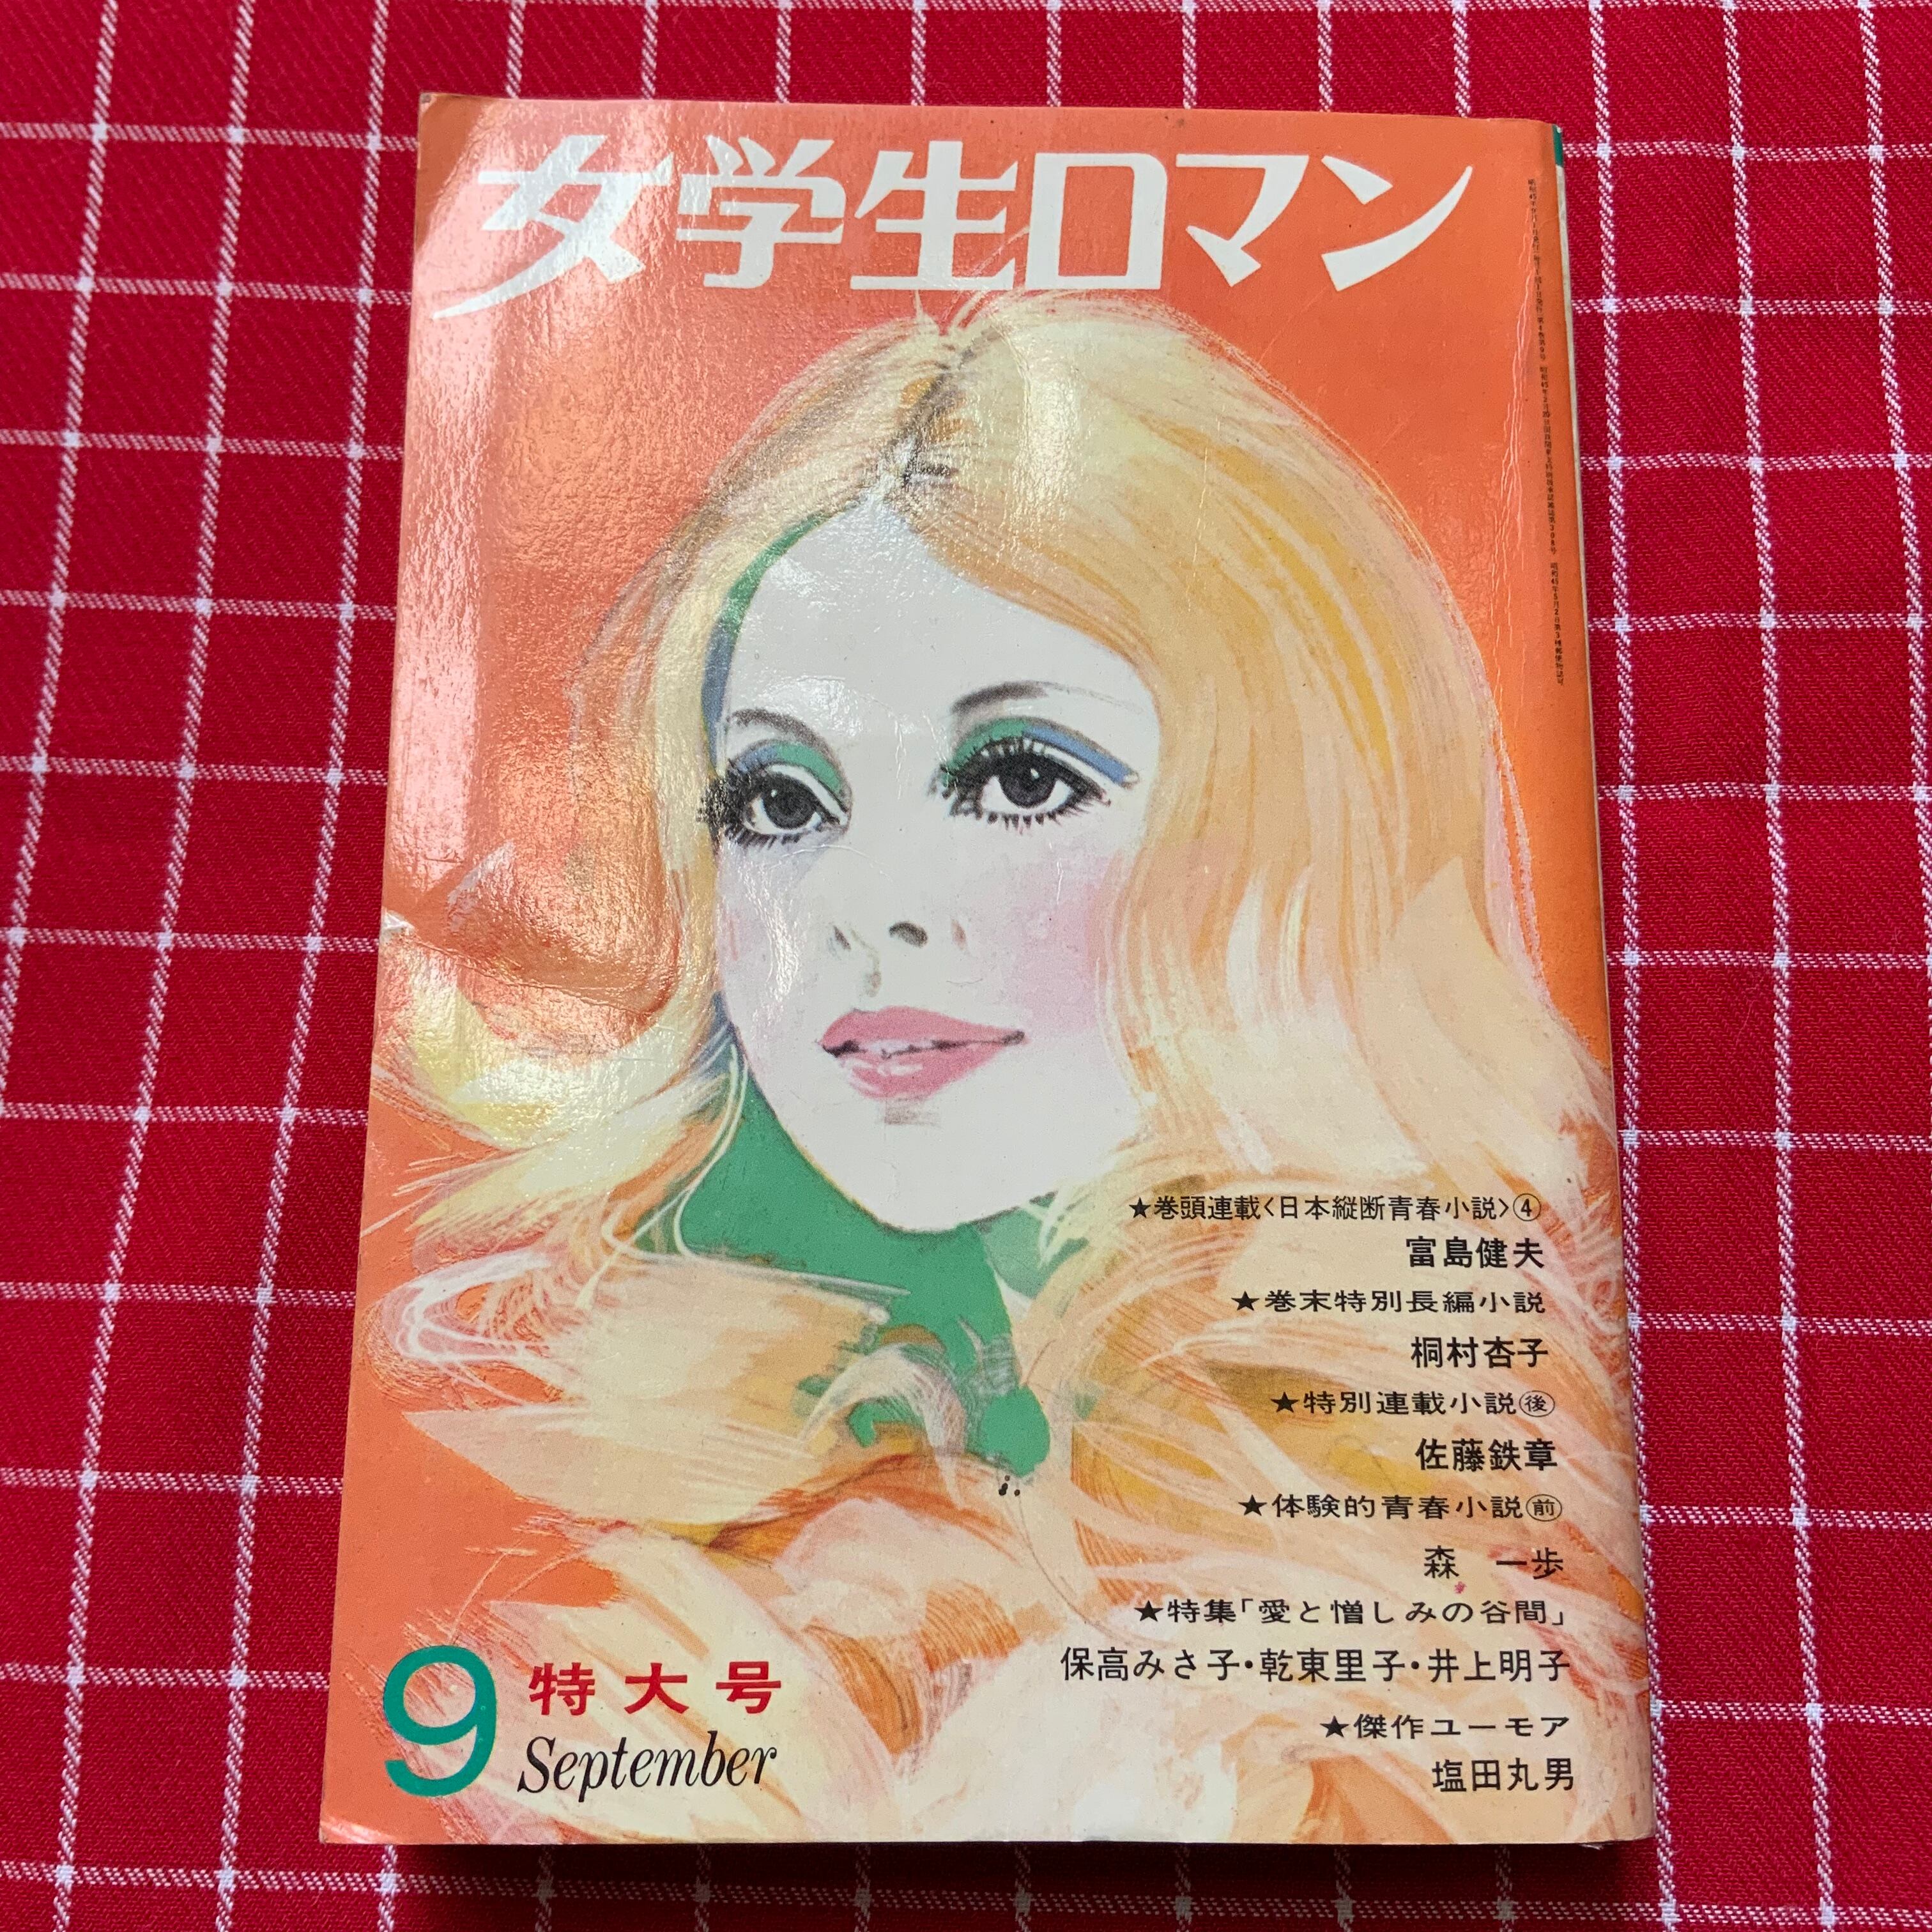 女学生ロマン
★巻頭連載〈日本縦断青春小説〉④
富島健夫
★巻末特別長編小説
桐村杏子
★特別連載小説㊝
佐藤鉄章
★体験的青春小説
森 一歩
★特集「愛と憎しみの谷間」
保高みさ子・乾東里子・井上明子
★傑作ユーモア
塩田丸男
9 特大号
September